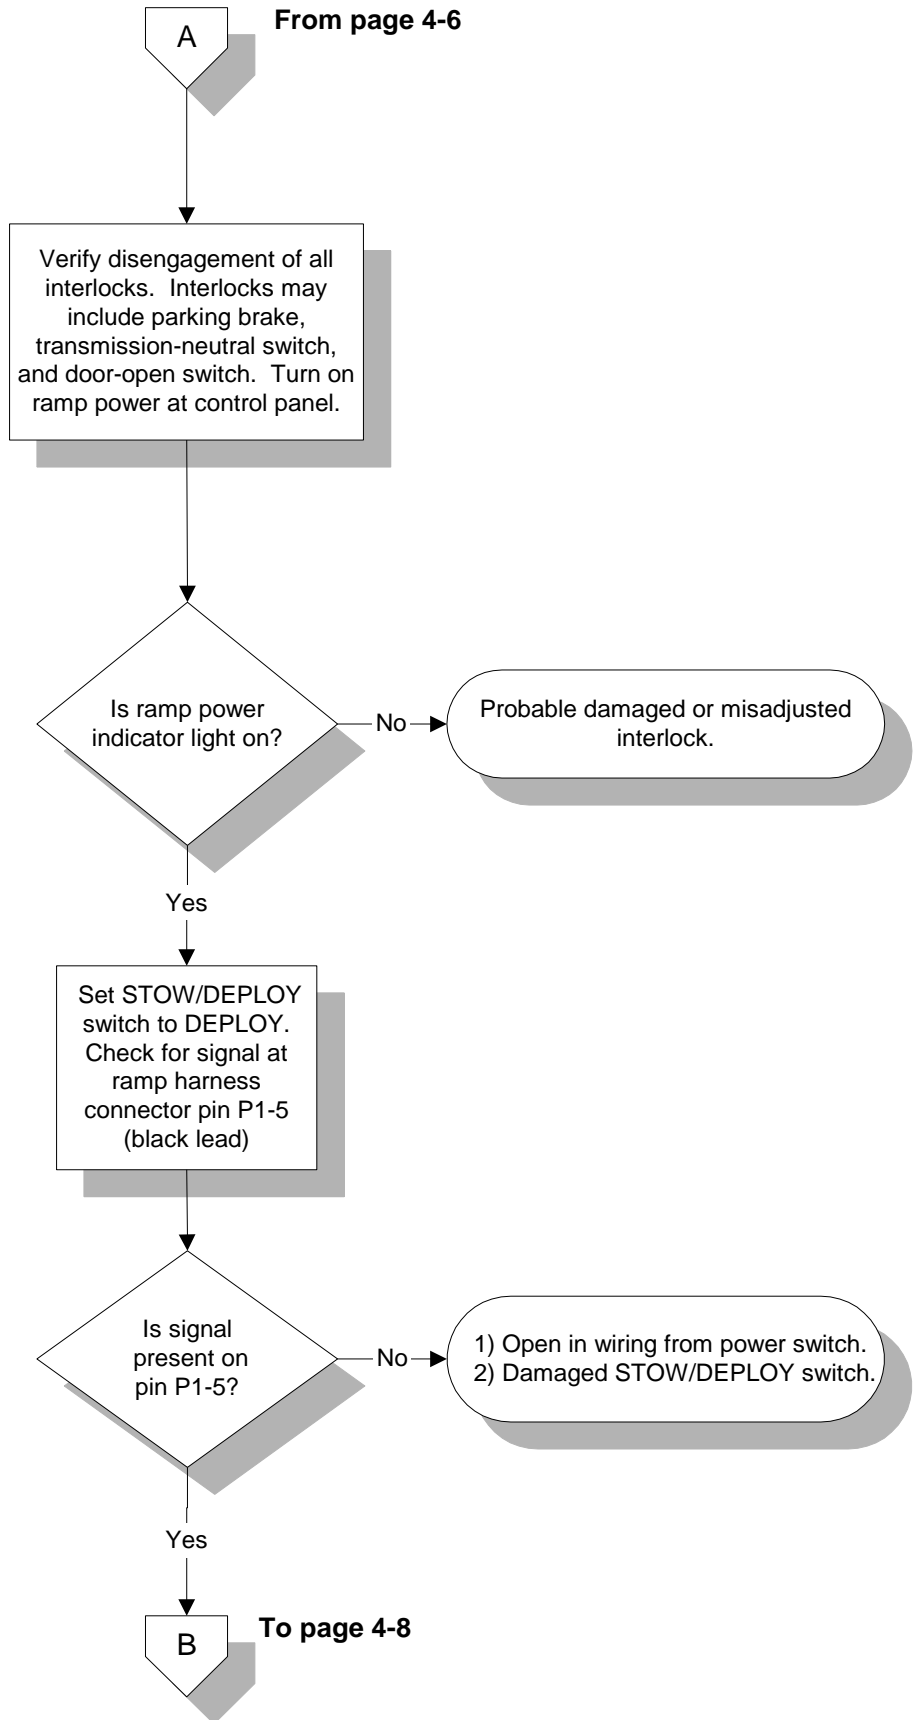 A
From page 4-6
Verify disengagement of all
interlocks.  Interlocks may
include parking brake,
transmission-neutral switch,
and door-open switch.  Turn on
ramp power at control panel.
Is ramp power
indicator light on?
No
Probable damaged or misadjusted
interlock.
Yes
Set STOW/DEPLOY
switch to DEPLOY.
Check for signal at
ramp harness
connector pin P1-5
(black lead)
Is signal
present on
pin P1-5?
No
1) Open in wiring from power switch.
2) Damaged STOW/DEPLOY switch.
Yes
B
To page 4-8